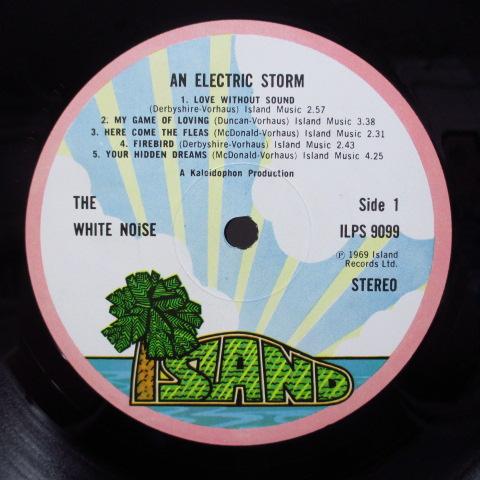 AN ELECTRIC STORM
1. LOVE WITHOUT SOUND
(Derbyshire-Vorhaus) Island Music 2.57
2. MY GAME OF LOVING (Duncan-Vorhaus) Island Music 3.38
3. HERE COME THE FLEAS (McDonald-Vorhaus) Island Music 2.31
4. FIREBIRD (Derbyshire-Vorhaus) Island Music 2.43
5. YOUR HIDDEN DREAMS (McDonald-Vorhaus) Island Music 4.25
A Kaleidophon Production
THE
WHITE NOISE
Side 1
ILPS 9099
℗ 1969 Island
Records Ltd.
STEREO
ISLAND